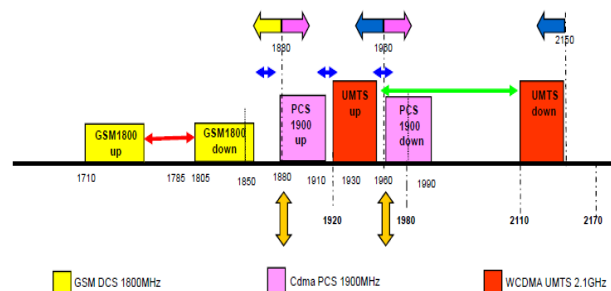 1880
1980
2150
GSM1800
up
GSM1800
down
PCS
1900
up
UMTS
up
PCS
1900
down
UMTS
down
1710
1785
1805
1850
1880
1910
1920
1930
1960
1980
1990
2110
2170
GSM DCS 1800MHz
Cdma PCS 1900MHz
WCDMA UMTS 2.1GHz